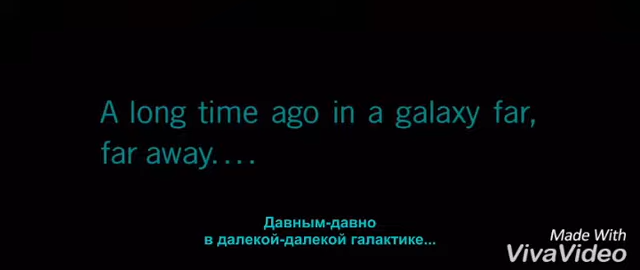 A long time ago in a galaxy far,
far away....
Давным-давно
в далекой-далекой галактике...
Made With
VivaVideo